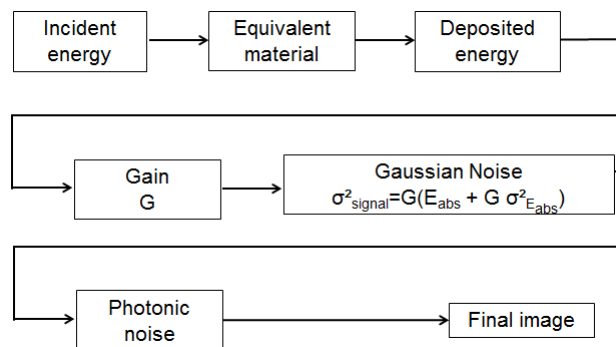 Incident
energy
Equivalent
material
Deposited
energy
Gain
G
Gaussian Noise
σ²signal=G(Eabs + G σ²Eabs)
Photonic
noise
Final image